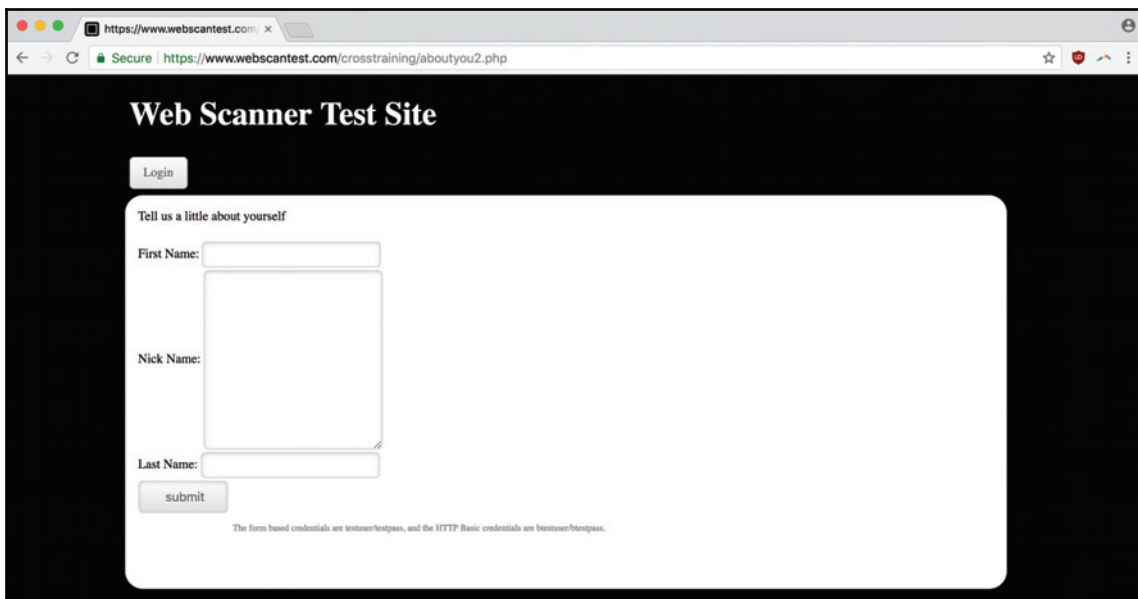 https://www.webscantest.com/
Secure https://www.webscantest.com/crosstraining/aboutyou2.php
Web Scanner Test Site
Login
Tell us a little about yourself
First Name:
Nick Name:
Last Name:
submit
The form based credentials are testuser/testpass, and the HTTP Basic credentials are btestuser/btestpass.